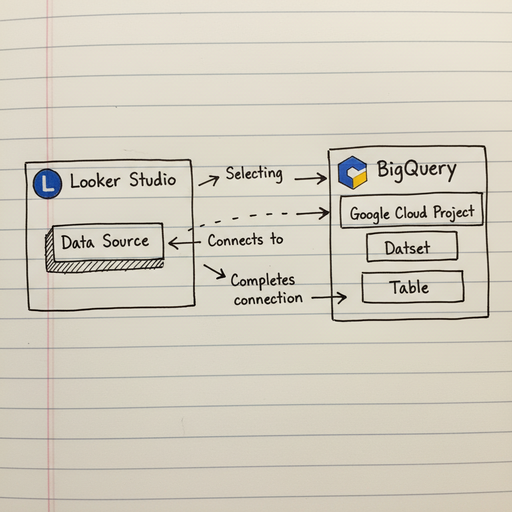 L
Looker Studio
Data Source
Selecting
Connects to
Completes
connection
BigQuery
Google Cloud Project
Datset
Table